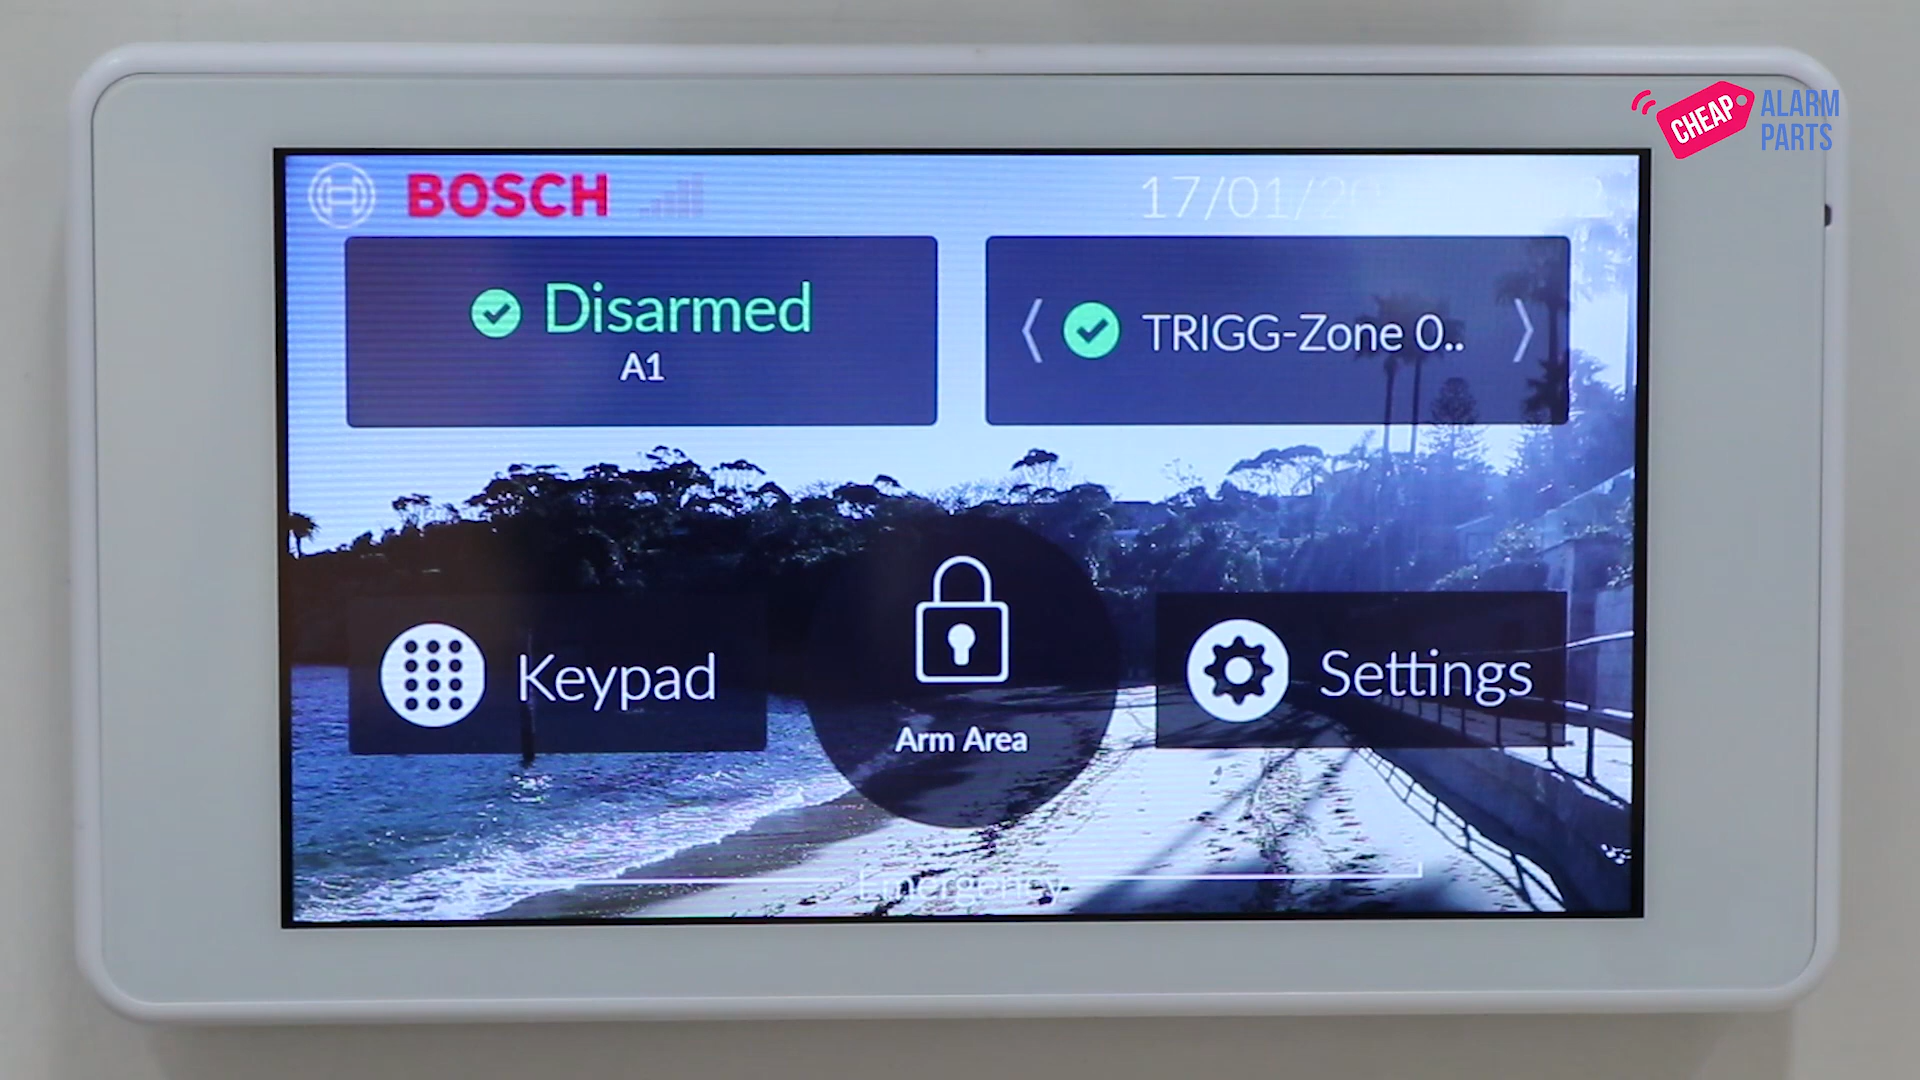 CHEAP ALARM
PARTS
BOSCH 17/01/20
Disarmed
A1
TRIGG-Zone 0..
Keypad
Arm Area
Settings
Emergency